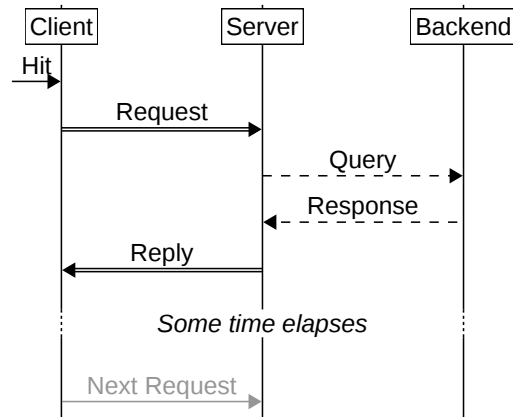 Client
Server
Backend
Hit
Request
Query
Response
Reply
Some time elapses
Next Request